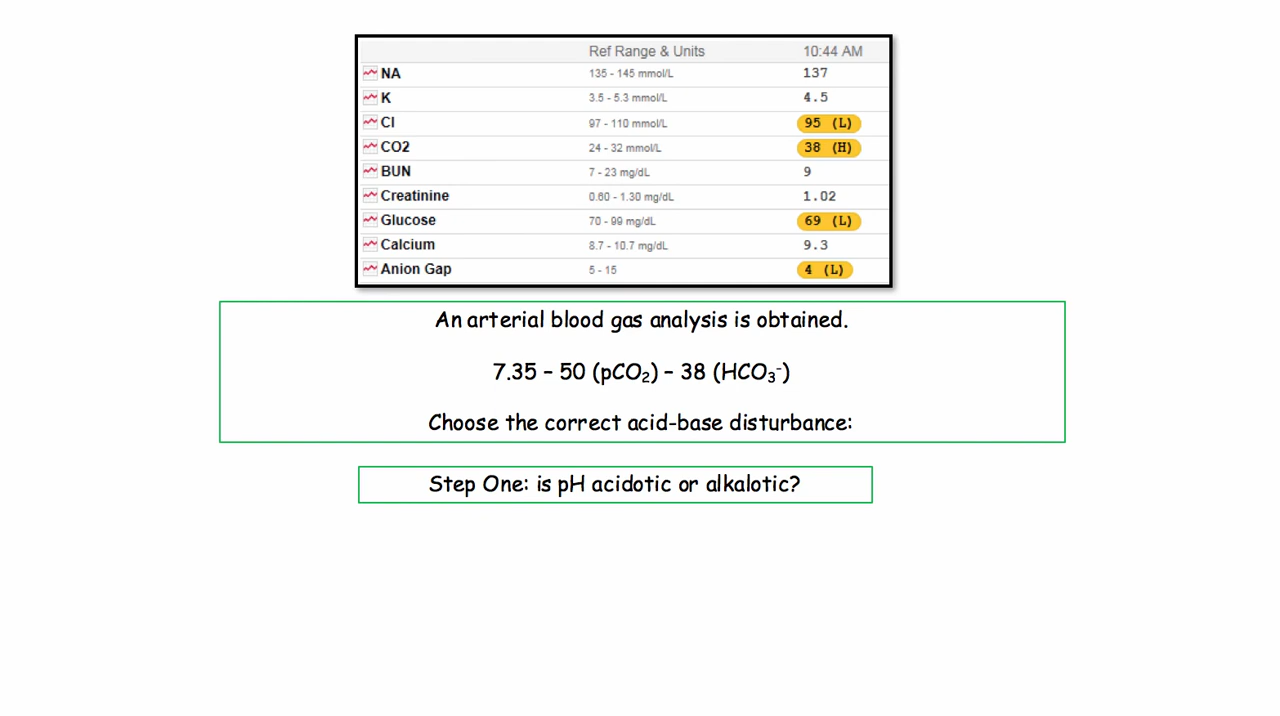 Ref Range & Units 10:44 AM
NA 135 - 145 mmol/L 137
K 3.5 - 5.3 mmol/L 4.5
Cl 97 - 110 mmol/L 95 (L)
CO2 24 - 32 mmol/L 38 (H)
BUN 7 - 23 mg/dL 9
Creatinine 0.60 - 1.30 mg/dL 1.02
Glucose 70 - 99 mg/dL 69 (L)
Calcium 8.7 - 10.7 mg/dL 9.3
Anion Gap 5 - 15 4 (L)
An arterial blood gas analysis is obtained.
7.35 – 50 (pCO₂) – 38 (HCO₃⁻)
Choose the correct acid-base disturbance:
Step One: is pH acidotic or alkalotic?